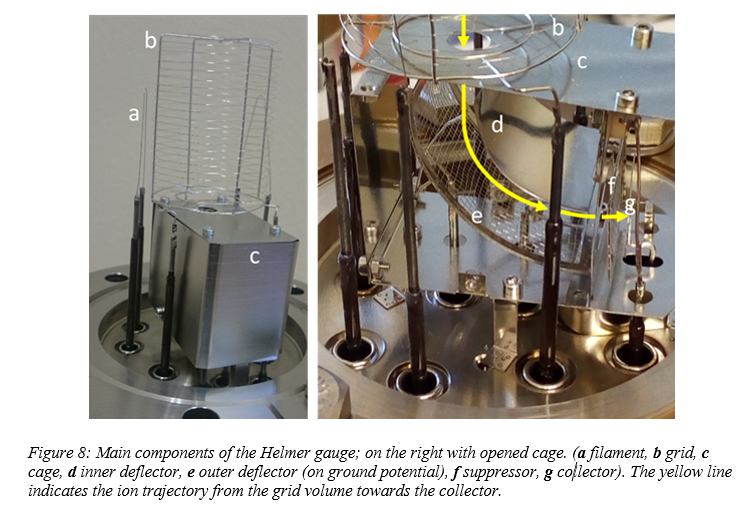 b
a
c
b
c
d
f
g
e
Figure 8: Main components of the Helmer gauge; on the right with opened cage. (a filament, b grid, c
cage, d inner deflector, e outer deflector (on ground potential), f suppressor, g collector). The yellow line
indicates the ion trajectory from the grid volume towards the collector.